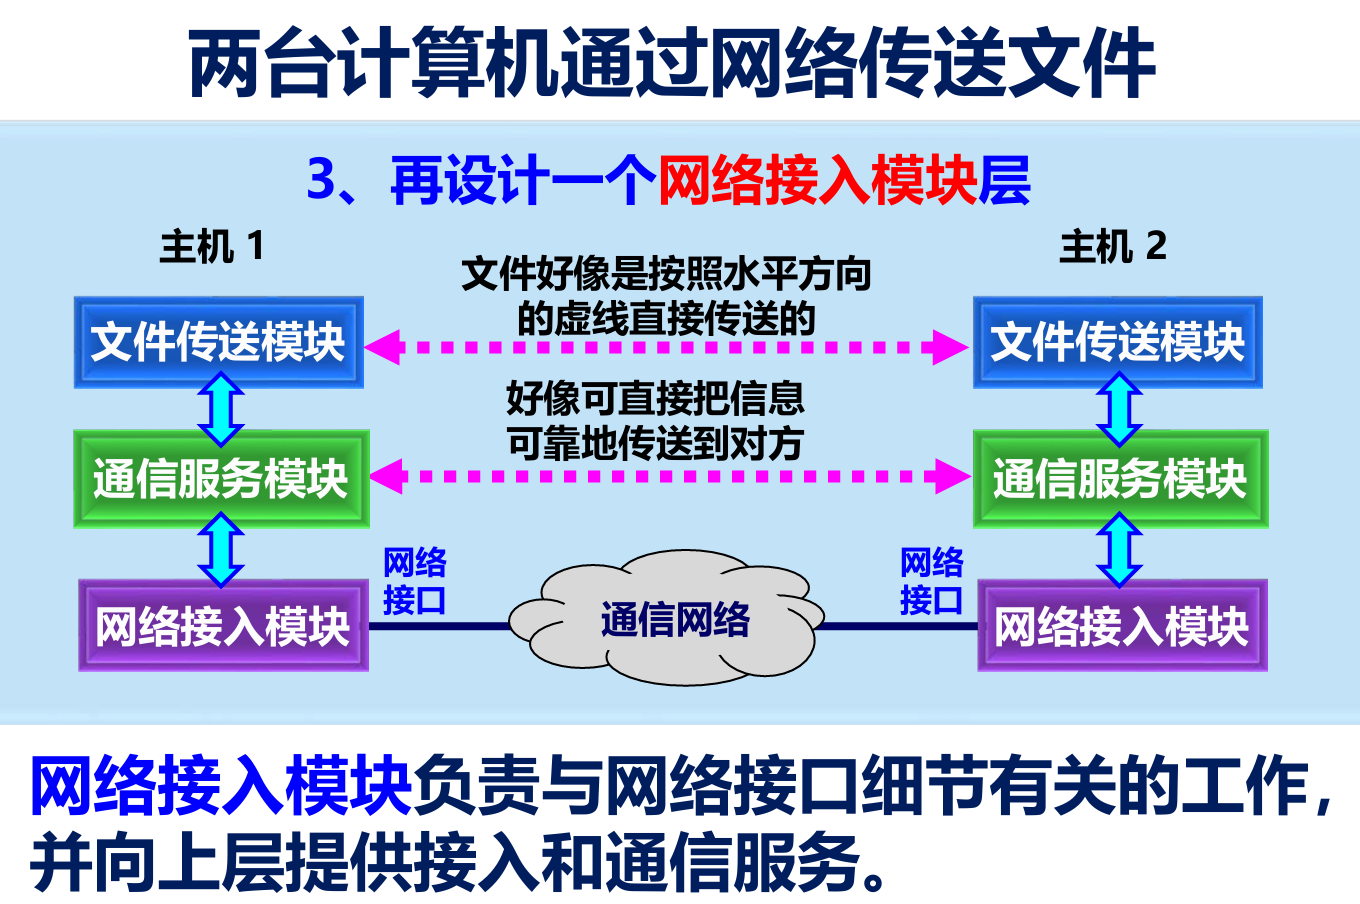 两台计算机通过网络传送文件
3、再设计一个网络接入模块层
主机 1
主机 2
文件好像是按照水平方向
的虚线直接传送的
文件传送模块
文件传送模块
好像可直接把信息
可靠地传送到对方
通信服务模块
通信服务模块
网络
接口
网络
接口
网络接入模块
通信网络
网络接入模块
网络接入模块负责与网络接口细节有关的工作，
并向上层提供接入和通信服务。